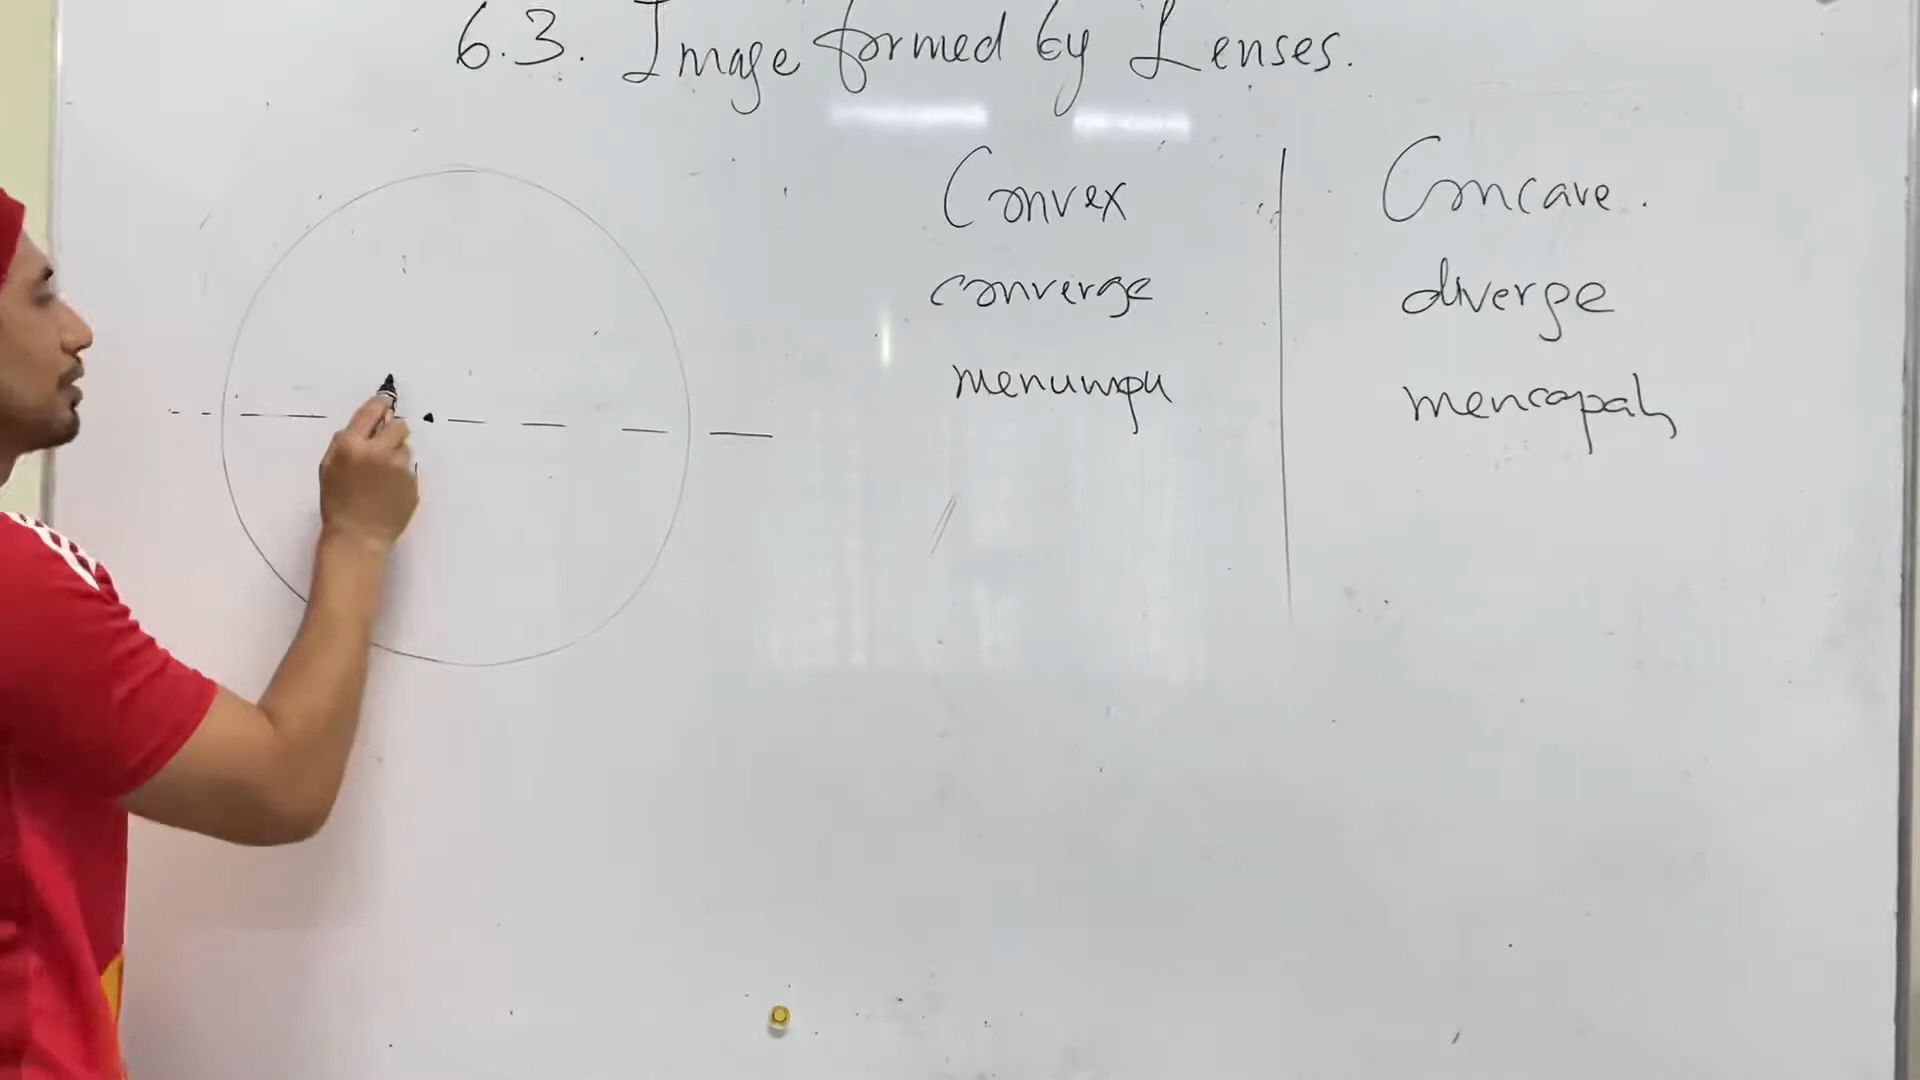 6.3. Image formed by Lenses.
Convex
Concave.
converge
diverge
menumpu
mencapah